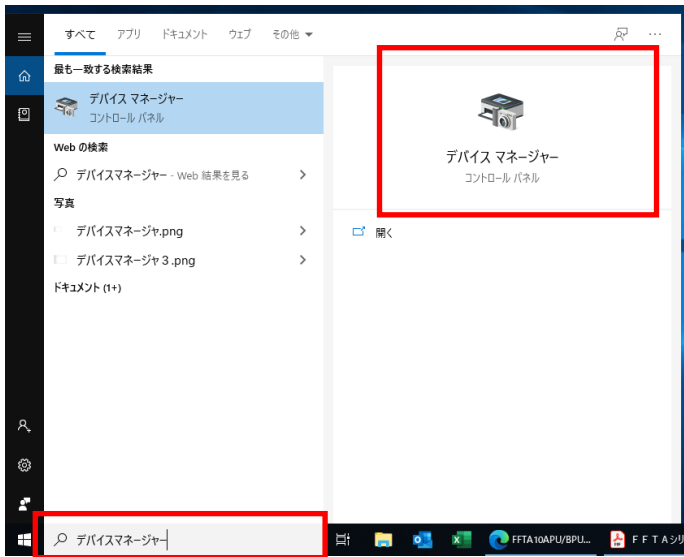 すべて アプリ ドキュメント ウェブ その他
最も一致する検索結果
デバイス マネージャー
コントロール パネル
Web の検索
デバイスマネージャー - Web 結果を見る
写真
デバイスマネージャ.png
デバイスマネージャ３.png
ドキュメント (1+)
デバイス マネージャー
コントロール パネル
開く
デバイスマネージャー
FFTA10APU/BPU...
ＦＦＴＡシリ